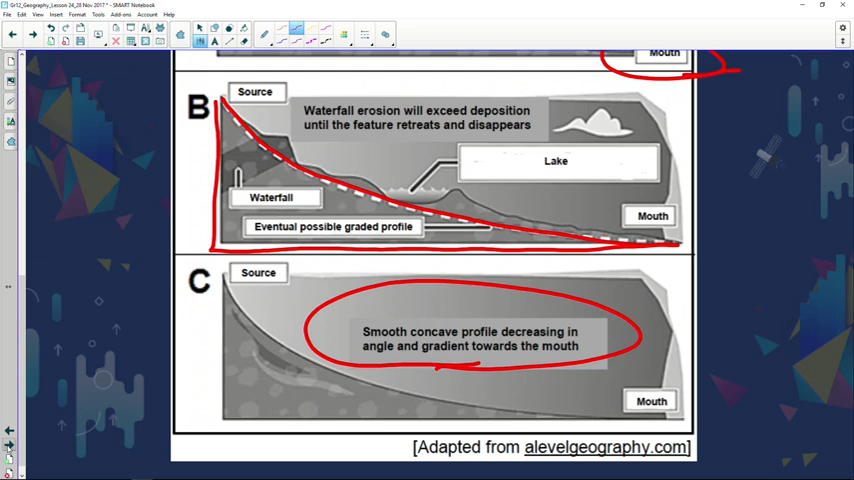 Gr12_Geography_Lesson 24_28 Nov 2017 * - SMART Notebook
File Edit View Insert Format Tools Add-ons Account Help
Mouth
B
Source
Waterfall erosion will exceed deposition
until the feature retreats and disappears
Lake
Waterfall
Mouth
Eventual possible graded profile
C
Source
Smooth concave profile decreasing in
angle and gradient towards the mouth
Mouth
[Adapted from alevelgeography.com]